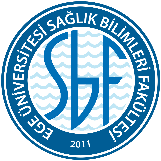 EGE ÜNİVERSİTESİ SAĞLIK BİLİMLERİ FAKÜLTESİ
SBF
2011